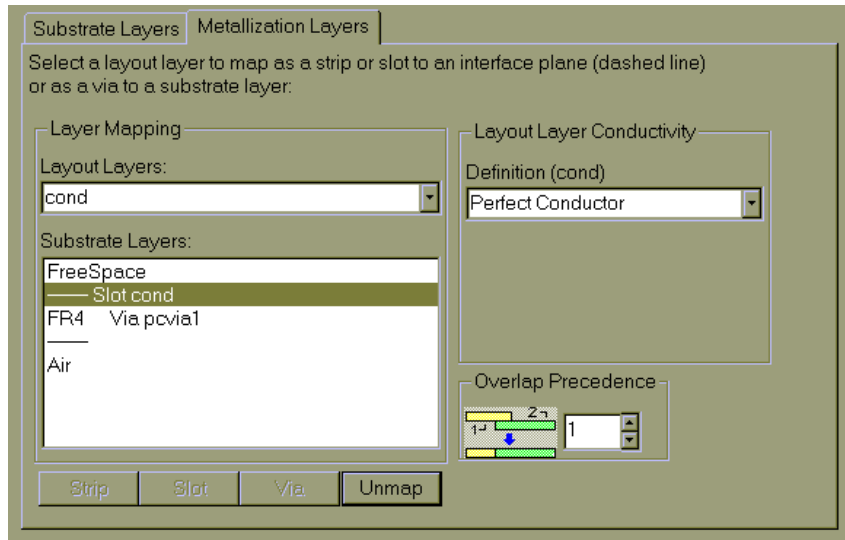 Substrate Layers Metallization Layers
Select a layout layer to map as a strip or slot to an interface plane (dashed line)
or as a via to a substrate layer:
Layer Mapping
Layout Layers:
cond
Substrate Layers:
FreeSpace
Slot cond
FR4 Via pcvia1
Air
Strip Slot Via Unmap
Layout Layer Conductivity
Definition (cond)
Perfect Conductor
Overlap Precedence
2
1
1